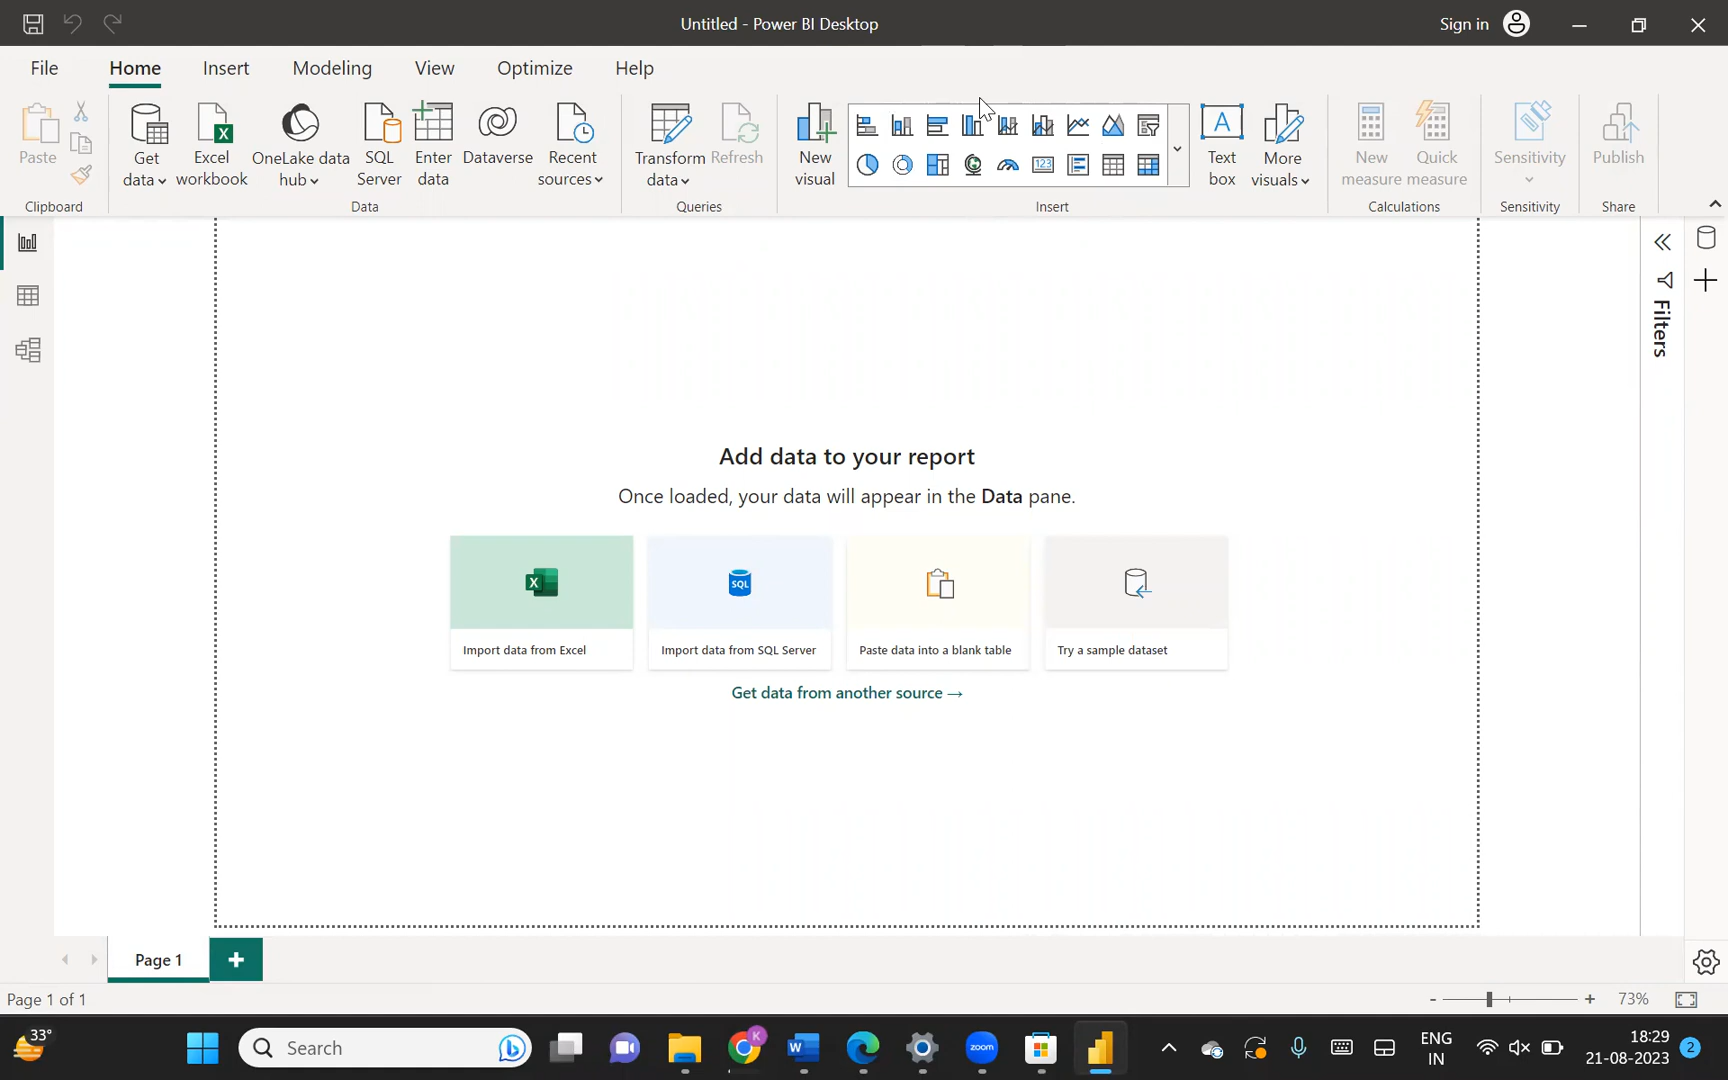 Untitled - Power BI Desktop
Sign in
File Home Insert Modeling View Optimize Help
Paste
Get data
Excel workbook
OneLake data hub
SQL Server
Enter data
Dataverse
Recent sources
Transform data
Refresh
New visual
123
A
Text box
More visuals
New measure
Quick measure
Sensitivity
Publish
Clipboard
Data
Queries
Insert
Calculations
Sensitivity
Share
Filters
Add data to your report
Once loaded, your data will appear in the Data pane.
X
SQL
Import data from Excel
Import data from SQL Server
Paste data into a blank table
Try a sample dataset
Get data from another source →
Page 1
Page 1 of 1
- + 73%
33°
Search
K
W
zoom
ENG
IN
18:29
21-08-2023
2